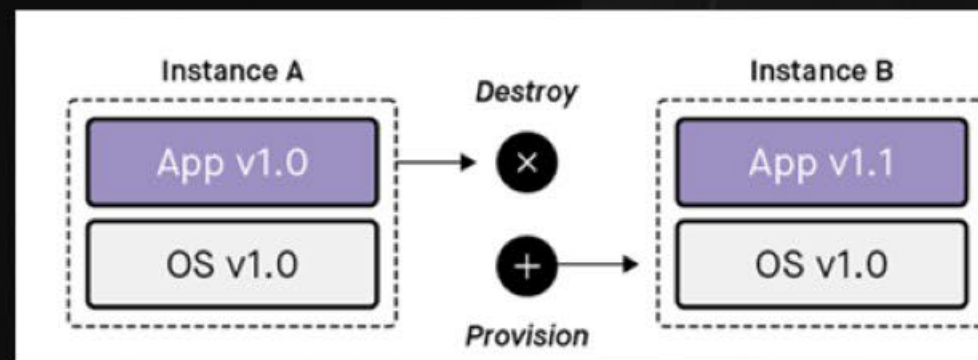 Instance A
Destroy
Instance B
App v1.0
App v1.1
OS v1.0
OS v1.0
Provision